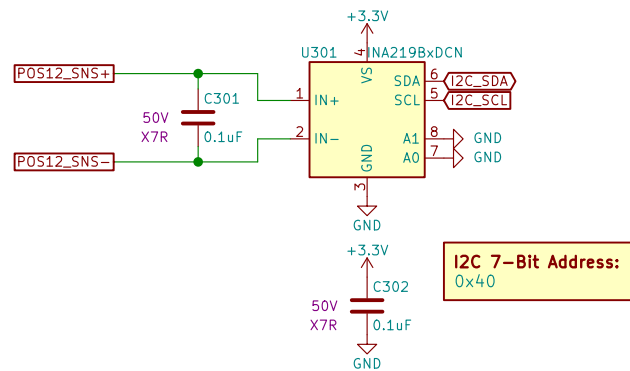 +3.3V
U301
INA219BxDCN
4
VS
POS12_SNS+
SDA
6
I2C_SDA
C301
1
IN+
SCL
5
I2C_SCL
50V
X7R
0.1uF
2
IN-
A1
8
GND
POS12_SNS-
A0
7
GND
GND
3
GND
+3.3V
I2C 7-Bit Address:
0x40
C302
50V
X7R
0.1uF
GND